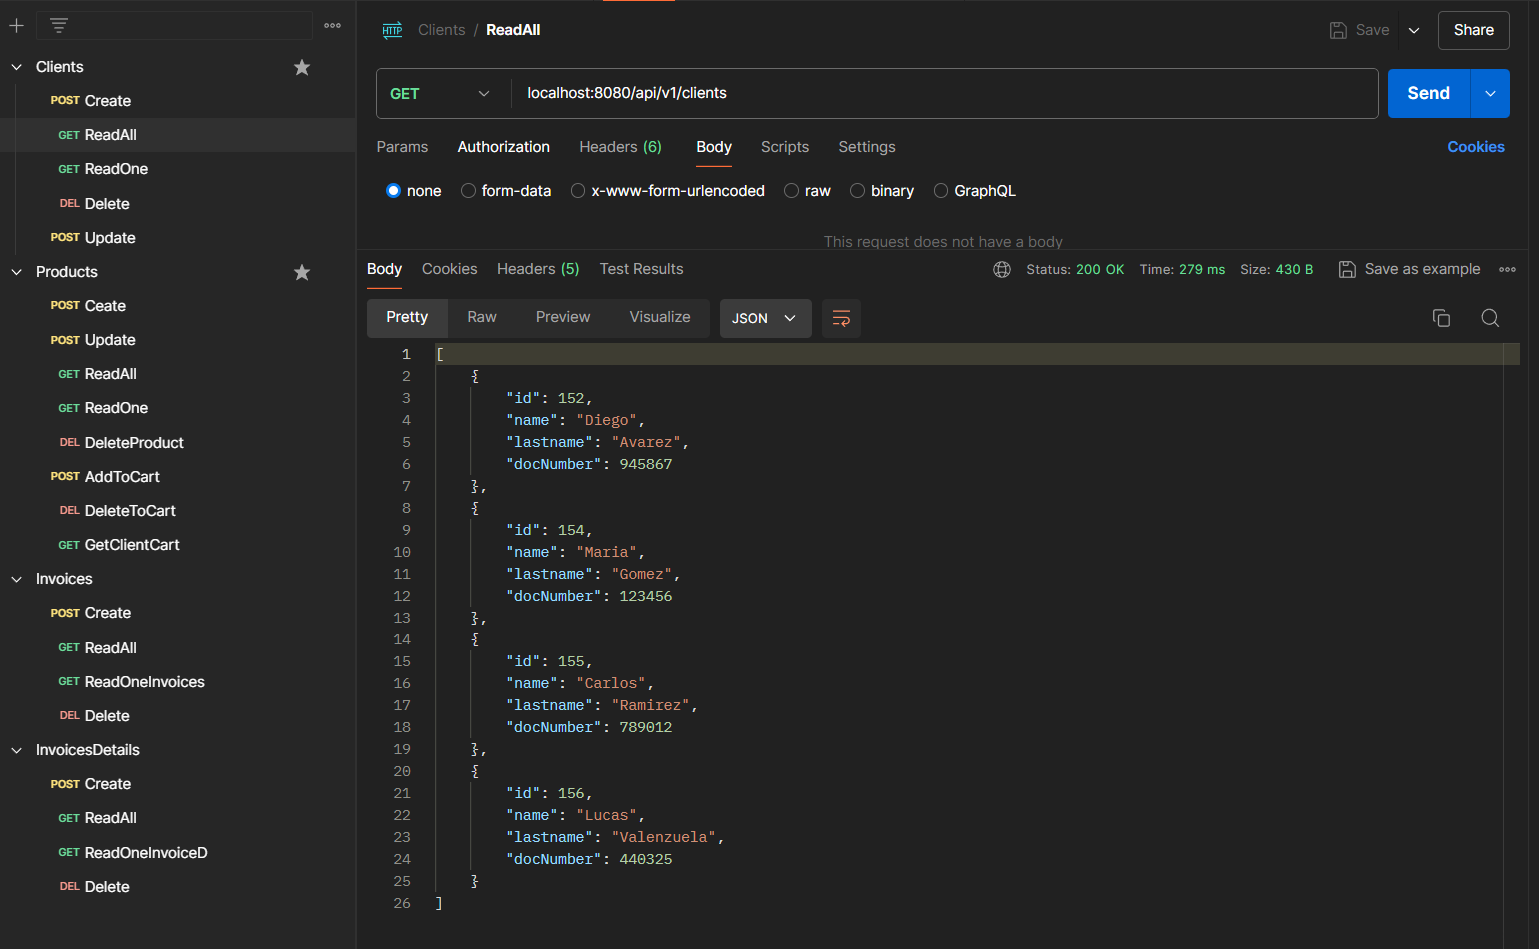 Clients
POST Create
GET ReadAll
GET ReadOne
DEL Delete
POST Update
Products
POST Ceate
POST Update
GET ReadAll
GET ReadOne
DEL DeleteProduct
POST AddToCart
DEL DeleteToCart
GET GetClientCart
Invoices
POST Create
GET ReadAll
GET ReadOneInvoices
DEL Delete
InvoicesDetails
POST Create
GET ReadAll
GET ReadOneInvoiceD
DEL Delete
HTTP Clients / ReadAll
Save Share
GET localhost:8080/api/v1/clients Send
Params Authorization Headers (6) Body Scripts Settings Cookies
none form-data x-www-form-urlencoded raw binary GraphQL
This request does not have a body
Body Cookies Headers (5) Test Results Status: 200 OK Time: 279 ms Size: 430 B Save as example
Pretty Raw Preview Visualize JSON
1 [
2 {
3 "id": 152,
4 "name": "Diego",
5 "lastname": "Avarez",
6 "docNumber": 945867
7 },
8 {
9 "id": 154,
10 "name": "Maria",
11 "lastname": "Gomez",
12 "docNumber": 123456
13 },
14 {
15 "id": 155,
16 "name": "Carlos",
17 "lastname": "Ramirez",
18 "docNumber": 789012
19 },
20 {
21 "id": 156,
22 "name": "Lucas",
23 "lastname": "Valenzuela",
24 "docNumber": 440325
25 }
26 ]